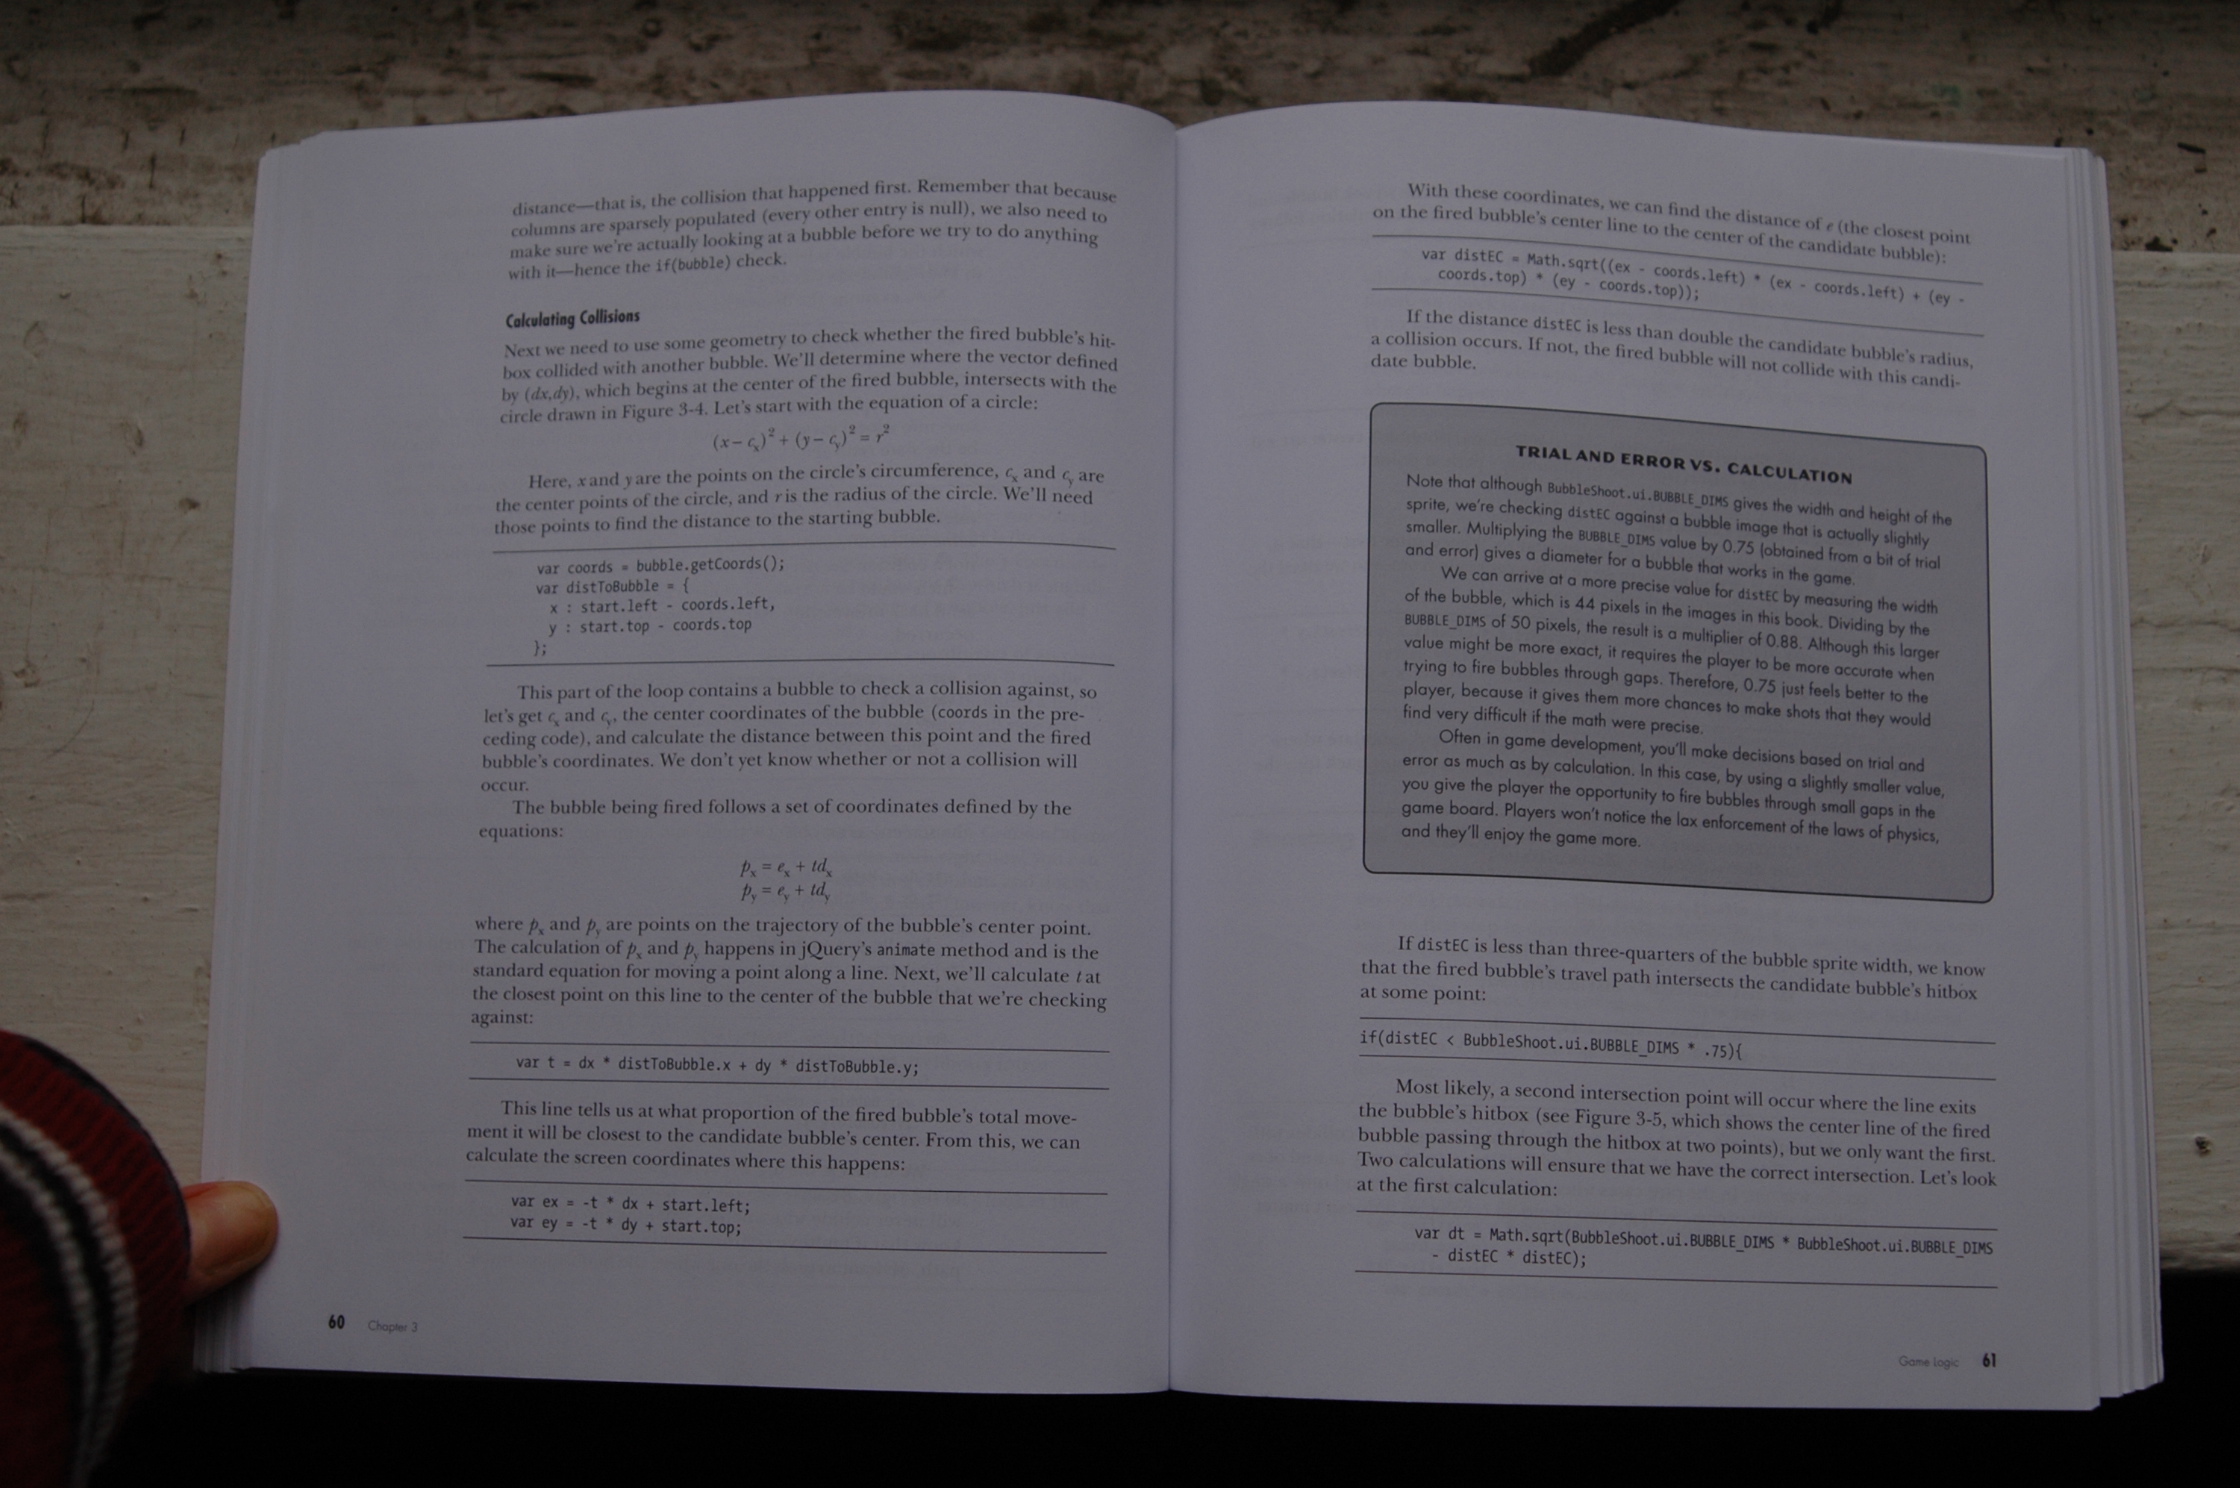 distance—that is, the collision that happened first. Remember that because
columns are sparsely populated (every other entry is null), we also need to
make sure we're actually looking at a bubble before we try to do anything
with it—hence the if(bubble) check.
Calculating Collisions
Next we need to use some geometry to check whether the fired bubble's hit-
box collided with another bubble. We'll determine where the vector defined
by (dx,dy), which begins at the center of the fired bubble, intersects with the
circle drawn in Figure 3-4. Let's start with the equation of a circle:
(x – cₓ)² + (y – c_y)² = r²
Here, x and y are the points on the circle's circumference, cₓ and c_y are
the center points of the circle, and r is the radius of the circle. We'll need
those points to find the distance to the starting bubble.
var coords = bubble.getCoords();
var distToBubble = {
x : start.left - coords.left,
y : start.top - coords.top
};
This part of the loop contains a bubble to check a collision against, so
let's get cₓ and c_y, the center coordinates of the bubble (coords in the pre-
ceding code), and calculate the distance between this point and the fired
bubble's coordinates. We don't yet know whether or not a collision will
occur.
The bubble being fired follows a set of coordinates defined by the
equations:
pₓ = eₓ + tdₓ
p_y = e_y + td_y
where pₓ and p_y are points on the trajectory of the bubble's center point.
The calculation of pₓ and p_y happens in jQuery's animate method and is the
standard equation for moving a point along a line. Next, we'll calculate t at
the closest point on this line to the center of the bubble that we're checking
against:
var t = dx * distToBubble.x + dy * distToBubble.y;
This line tells us at what proportion of the fired bubble's total move-
ment it will be closest to the candidate bubble's center. From this, we can
calculate the screen coordinates where this happens:
var ex = -t * dx + start.left;
var ey = -t * dy + start.top;
60 Chapter 3
With these coordinates, we can find the distance of e (the closest point
on the fired bubble's center line to the center of the candidate bubble):
var distEC = Math.sqrt((ex - coords.left) * (ex - coords.left) + (ey -
coords.top) * (ey - coords.top));
If the distance distEC is less than double the candidate bubble's radius,
a collision occurs. If not, the fired bubble will not collide with this candi-
date bubble.
TRIAL AND ERROR VS. CALCULATION
Note that although BubbleShoot.ui.BUBBLE_DIMS gives the width and height of the
sprite, we're checking distEC against a bubble image that is actually slightly
smaller. Multiplying the BUBBLE_DIMS value by 0.75 (obtained from a bit of trial
and error) gives a diameter for a bubble that works in the game.
We can arrive at a more precise value for distEC by measuring the width
of the bubble, which is 44 pixels in the images in this book. Dividing by the
BUBBLE_DIMS of 50 pixels, the result is a multiplier of 0.88. Although this larger
value might be more exact, it requires the player to be more accurate when
trying to fire bubbles through gaps. Therefore, 0.75 just feels better to the
player, because it gives them more chances to make shots that they would
find very difficult if the math were precise.
Often in game development, you'll make decisions based on trial and
error as much as by calculation. In this case, by using a slightly smaller value,
you give the player the opportunity to fire bubbles through small gaps in the
game board. Players won't notice the lax enforcement of the laws of physics,
and they'll enjoy the game more.
If distEC is less than three-quarters of the bubble sprite width, we know
that the fired bubble's travel path intersects the candidate bubble's hitbox
at some point:
if(distEC < BubbleShoot.ui.BUBBLE_DIMS * .75){
Most likely, a second intersection point will occur where the line exits
the bubble's hitbox (see Figure 3-5, which shows the center line of the fired
bubble passing through the hitbox at two points), but we only want the first.
Two calculations will ensure that we have the correct intersection. Let's look
at the first calculation:
var dt = Math.sqrt(BubbleShoot.ui.BUBBLE_DIMS * BubbleShoot.ui.BUBBLE_DIMS
- distEC * distEC);
Game Logic 61